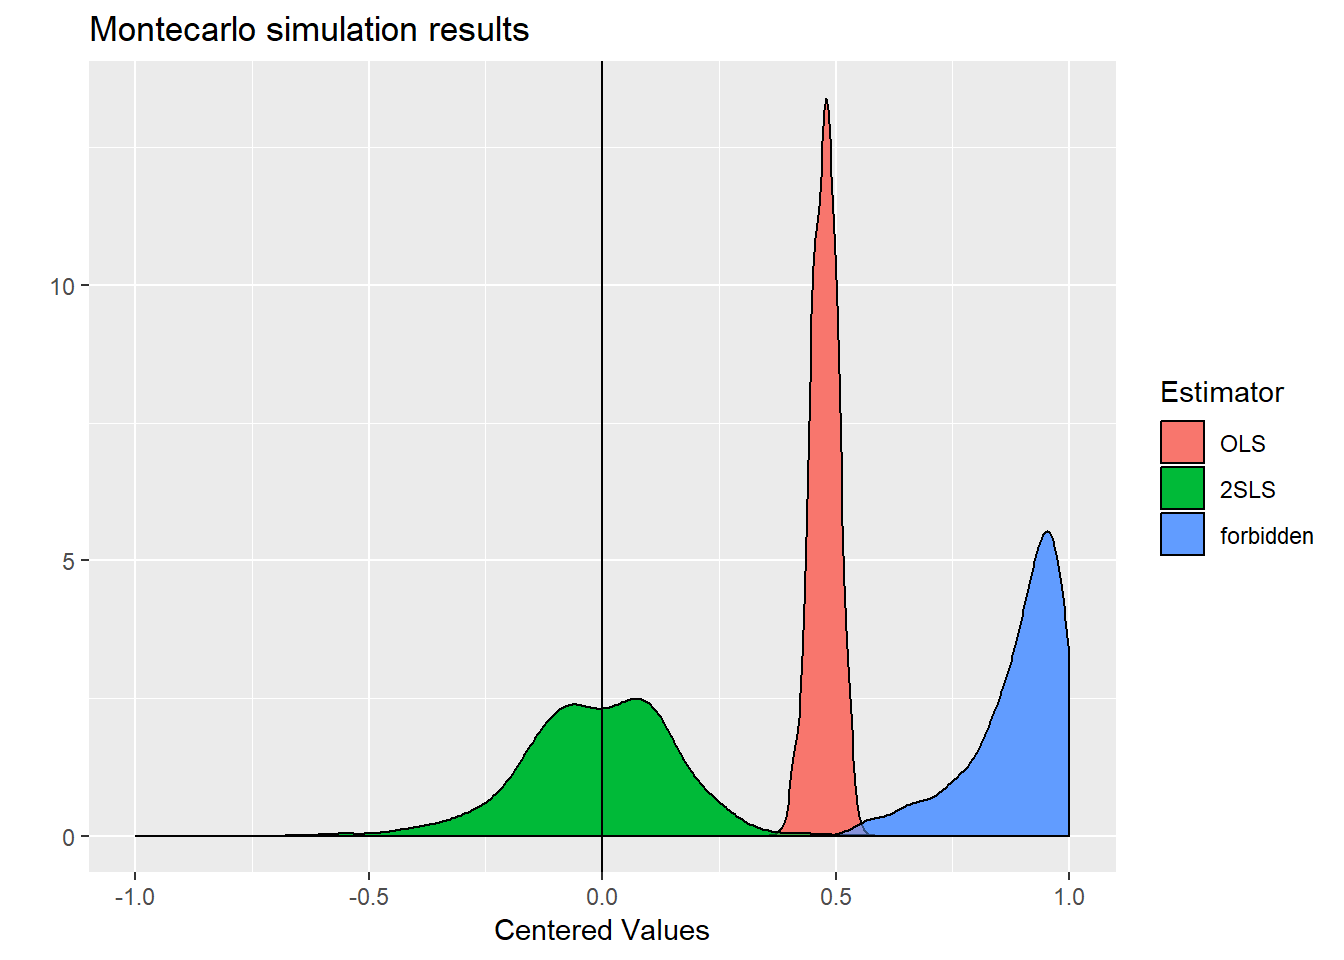 Montecarlo simulation results
10
5
0
-1.0 -0.5 0.0 0.5 1.0
Centered Values
Estimator
OLS
2SLS
forbidden